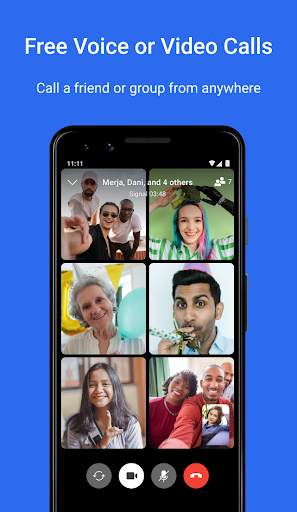 Free Voice or Video Calls
Call a friend or group from anywhere
11:11
Merja, Dani, and 4 others
7
Signal 03:48